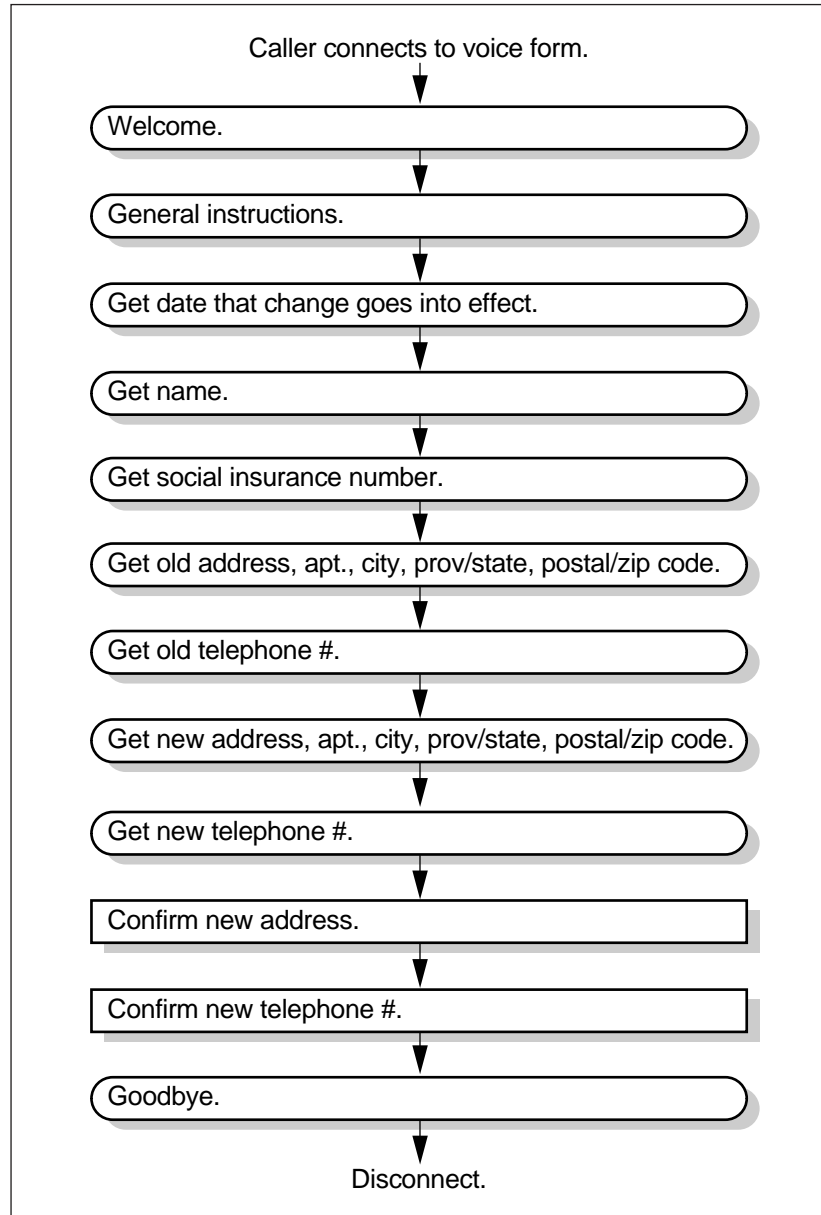 Caller connects to voice form.
Welcome.
General instructions.
Get date that change goes into effect.
Get name.
Get social insurance number.
Get old address, apt., city, prov/state, postal/zip code.
Get old telephone #.
Get new address, apt., city, prov/state, postal/zip code.
Get new telephone #.
Confirm new address.
Confirm new telephone #.
Goodbye.
Disconnect.